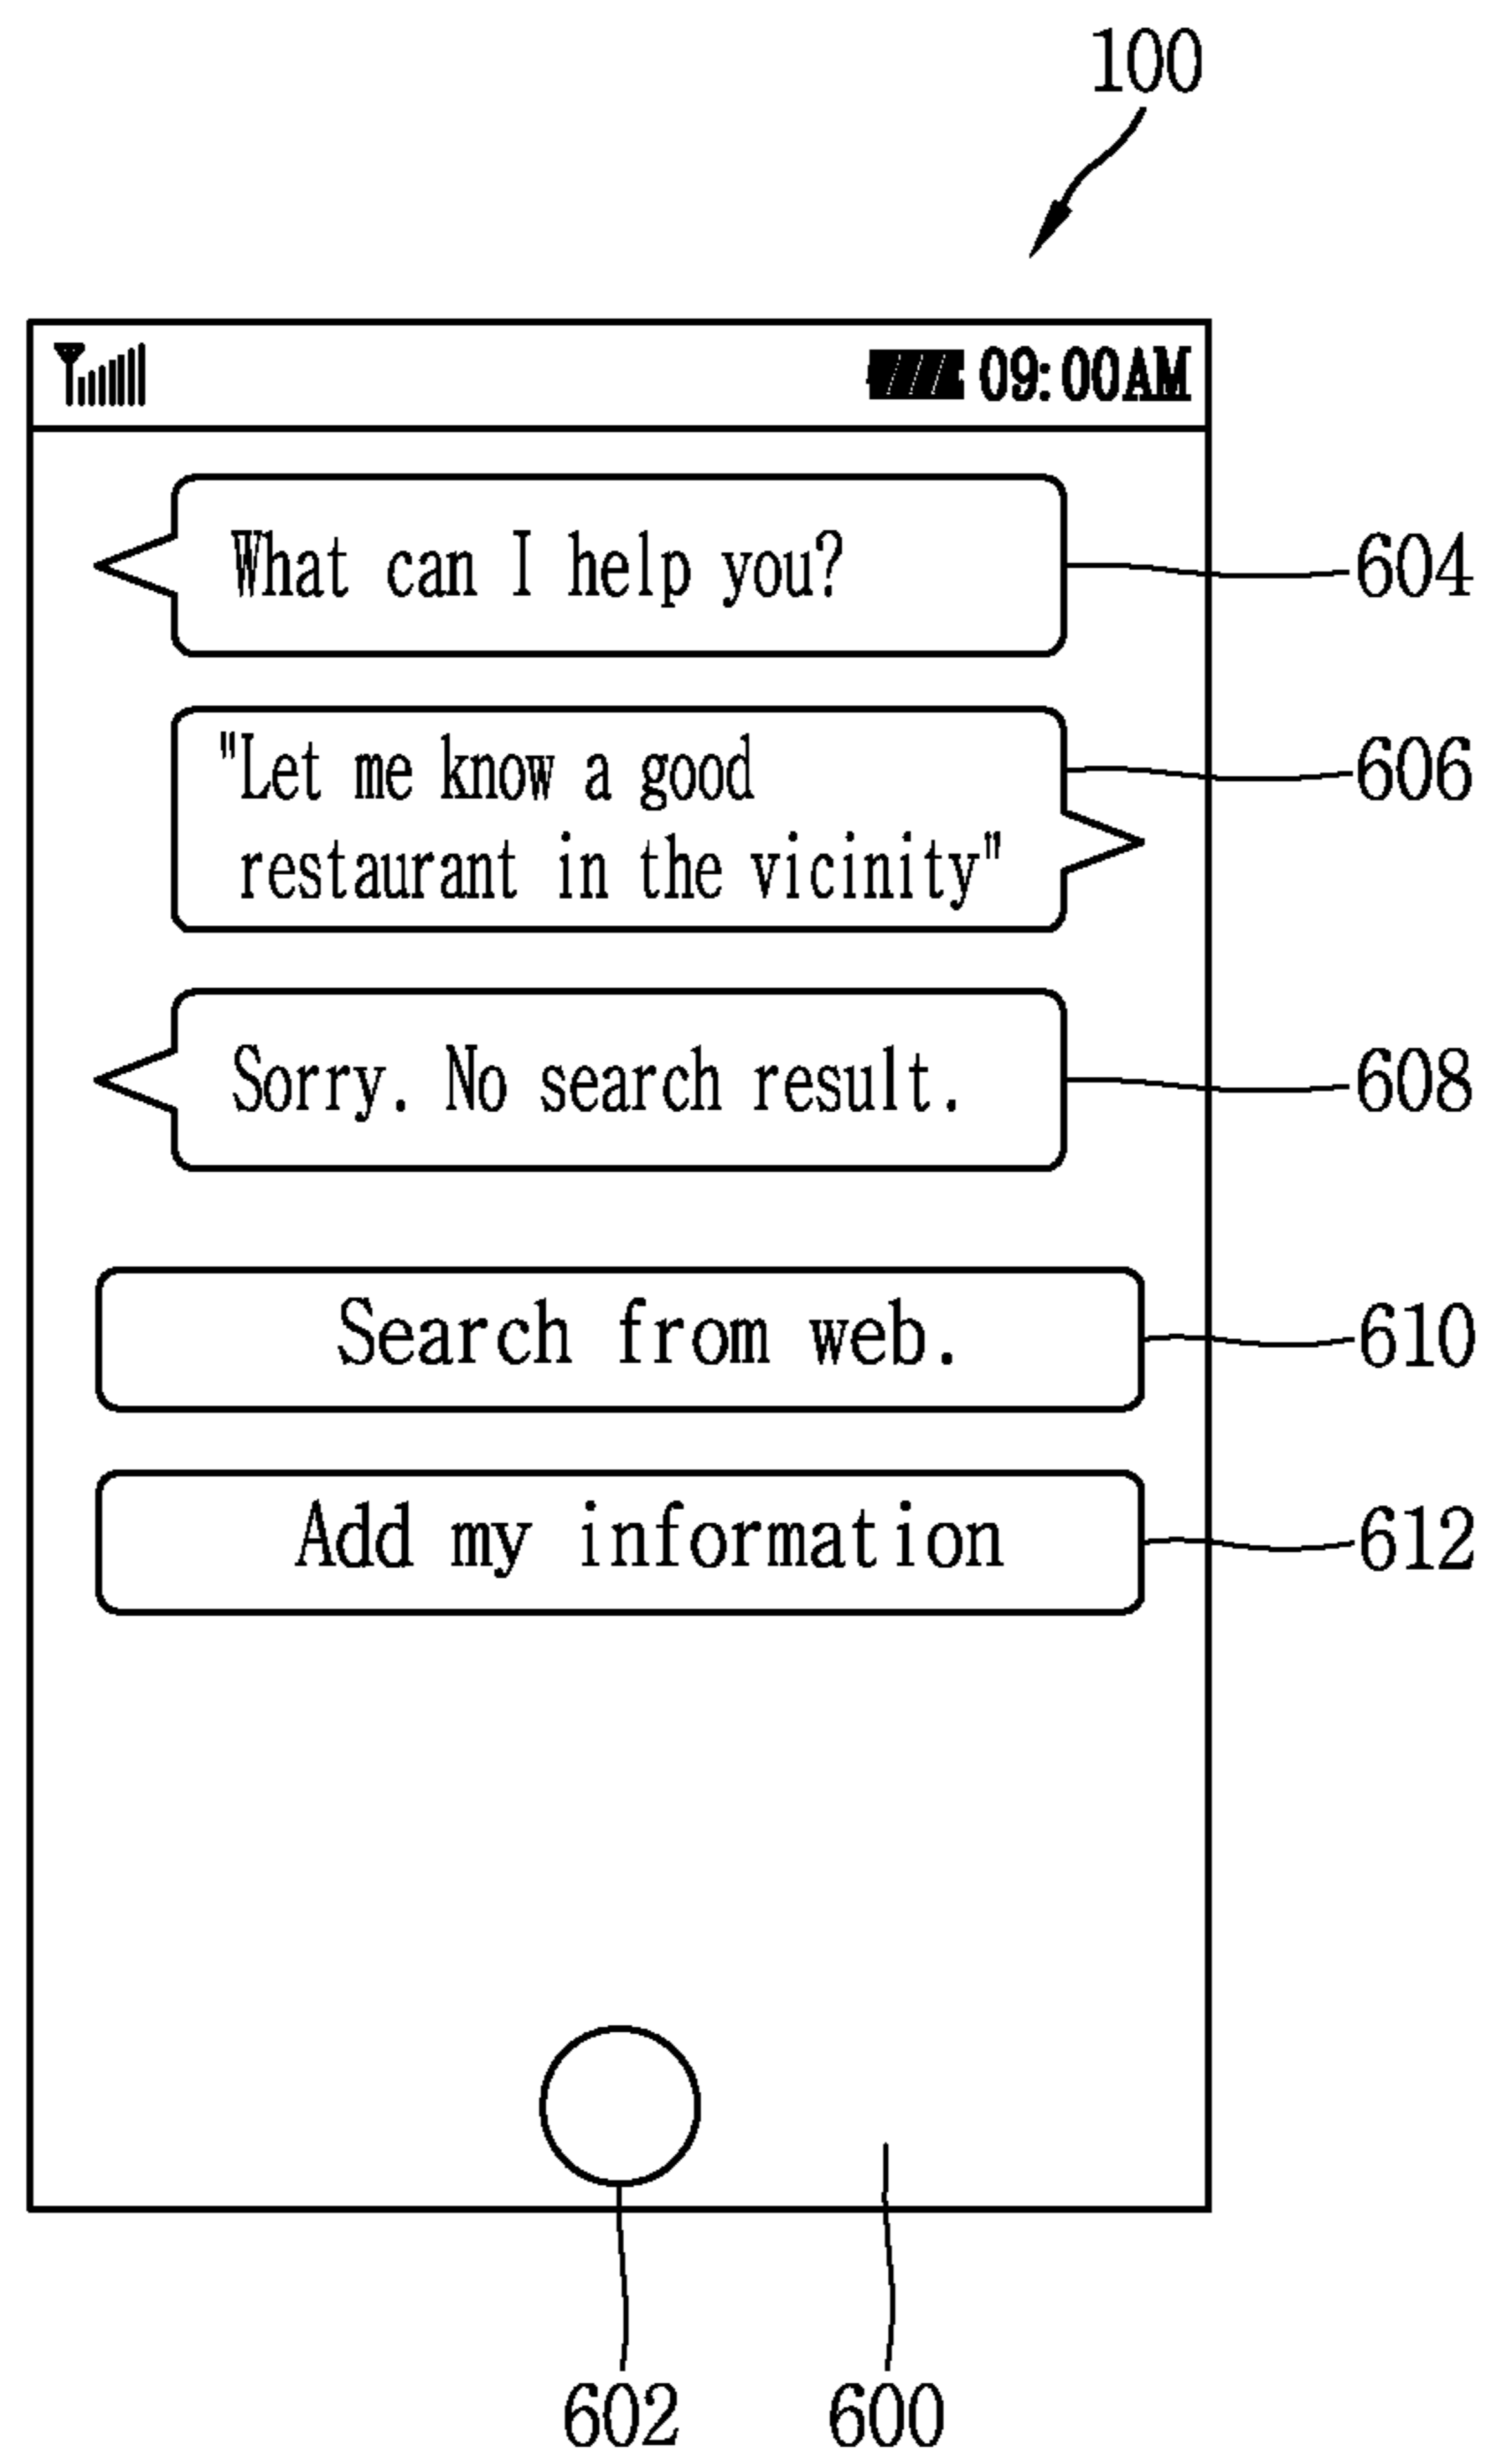 100
09:00AM
What can I help you?
604
"Let me know a good
restaurant in the vicinity"
606
Sorry. No search result.
608
Search from web.
610
Add my information
612
602
600